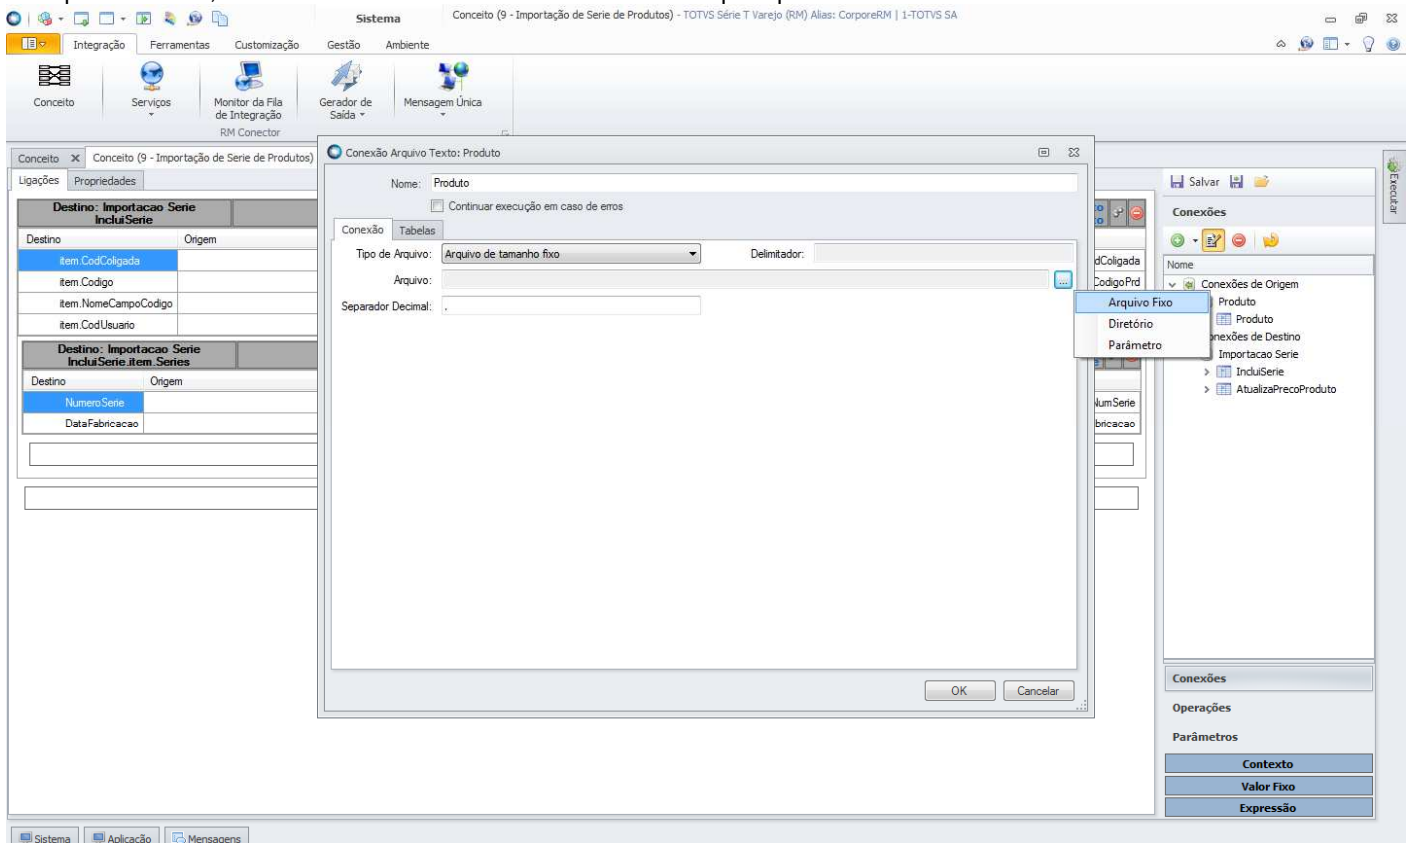 Sistema
Conceito (9 - Importação de Serie de Produtos) - TOTVS Série T Varejo (RM) Alias: CorporeRM | 1-TOTVS SA
Integração Ferramentas Customização Gestão Ambiente
Conceito
Serviços
Monitor da Fila de Integração
Gerador de Saída
Mensagem Única
RM Conector
Conceito
Conceito (9 - Importação de Serie de Produtos)
Ligações Propriedades
Destino: Importacao Serie
IncluiSerie
Destino Origem
item.CodColigada
item.Codigo
item.NomeCampoCodigo
item.CodUsuario
Destino: Importacao Serie
IncluiSerie.item.Series
Destino Origem
NumeroSerie
DataFabricacao
Conexão Arquivo Texto: Produto
Nome: Produto
Continuar execução em caso de erros
Conexão Tabelas
Tipo de Arquivo: Arquivo de tamanho fixo
Delimitador:
Arquivo: ...
Separador Decimal: ,
OK Cancelar
Arquivo Fixo
Diretório
Parâmetro
dColigada
CodigoPrd
NumSerie
bricacao
Salvar
Conexões
Nome
Conexões de Origem
Produto
Produto
nexões de Destino
Importacao Serie
IncluiSerie
AtualizaPrecoProduto
Conexões
Operações
Parâmetros
Contexto
Valor Fixo
Expressão
Executar
Sistema Aplicação Mensagens